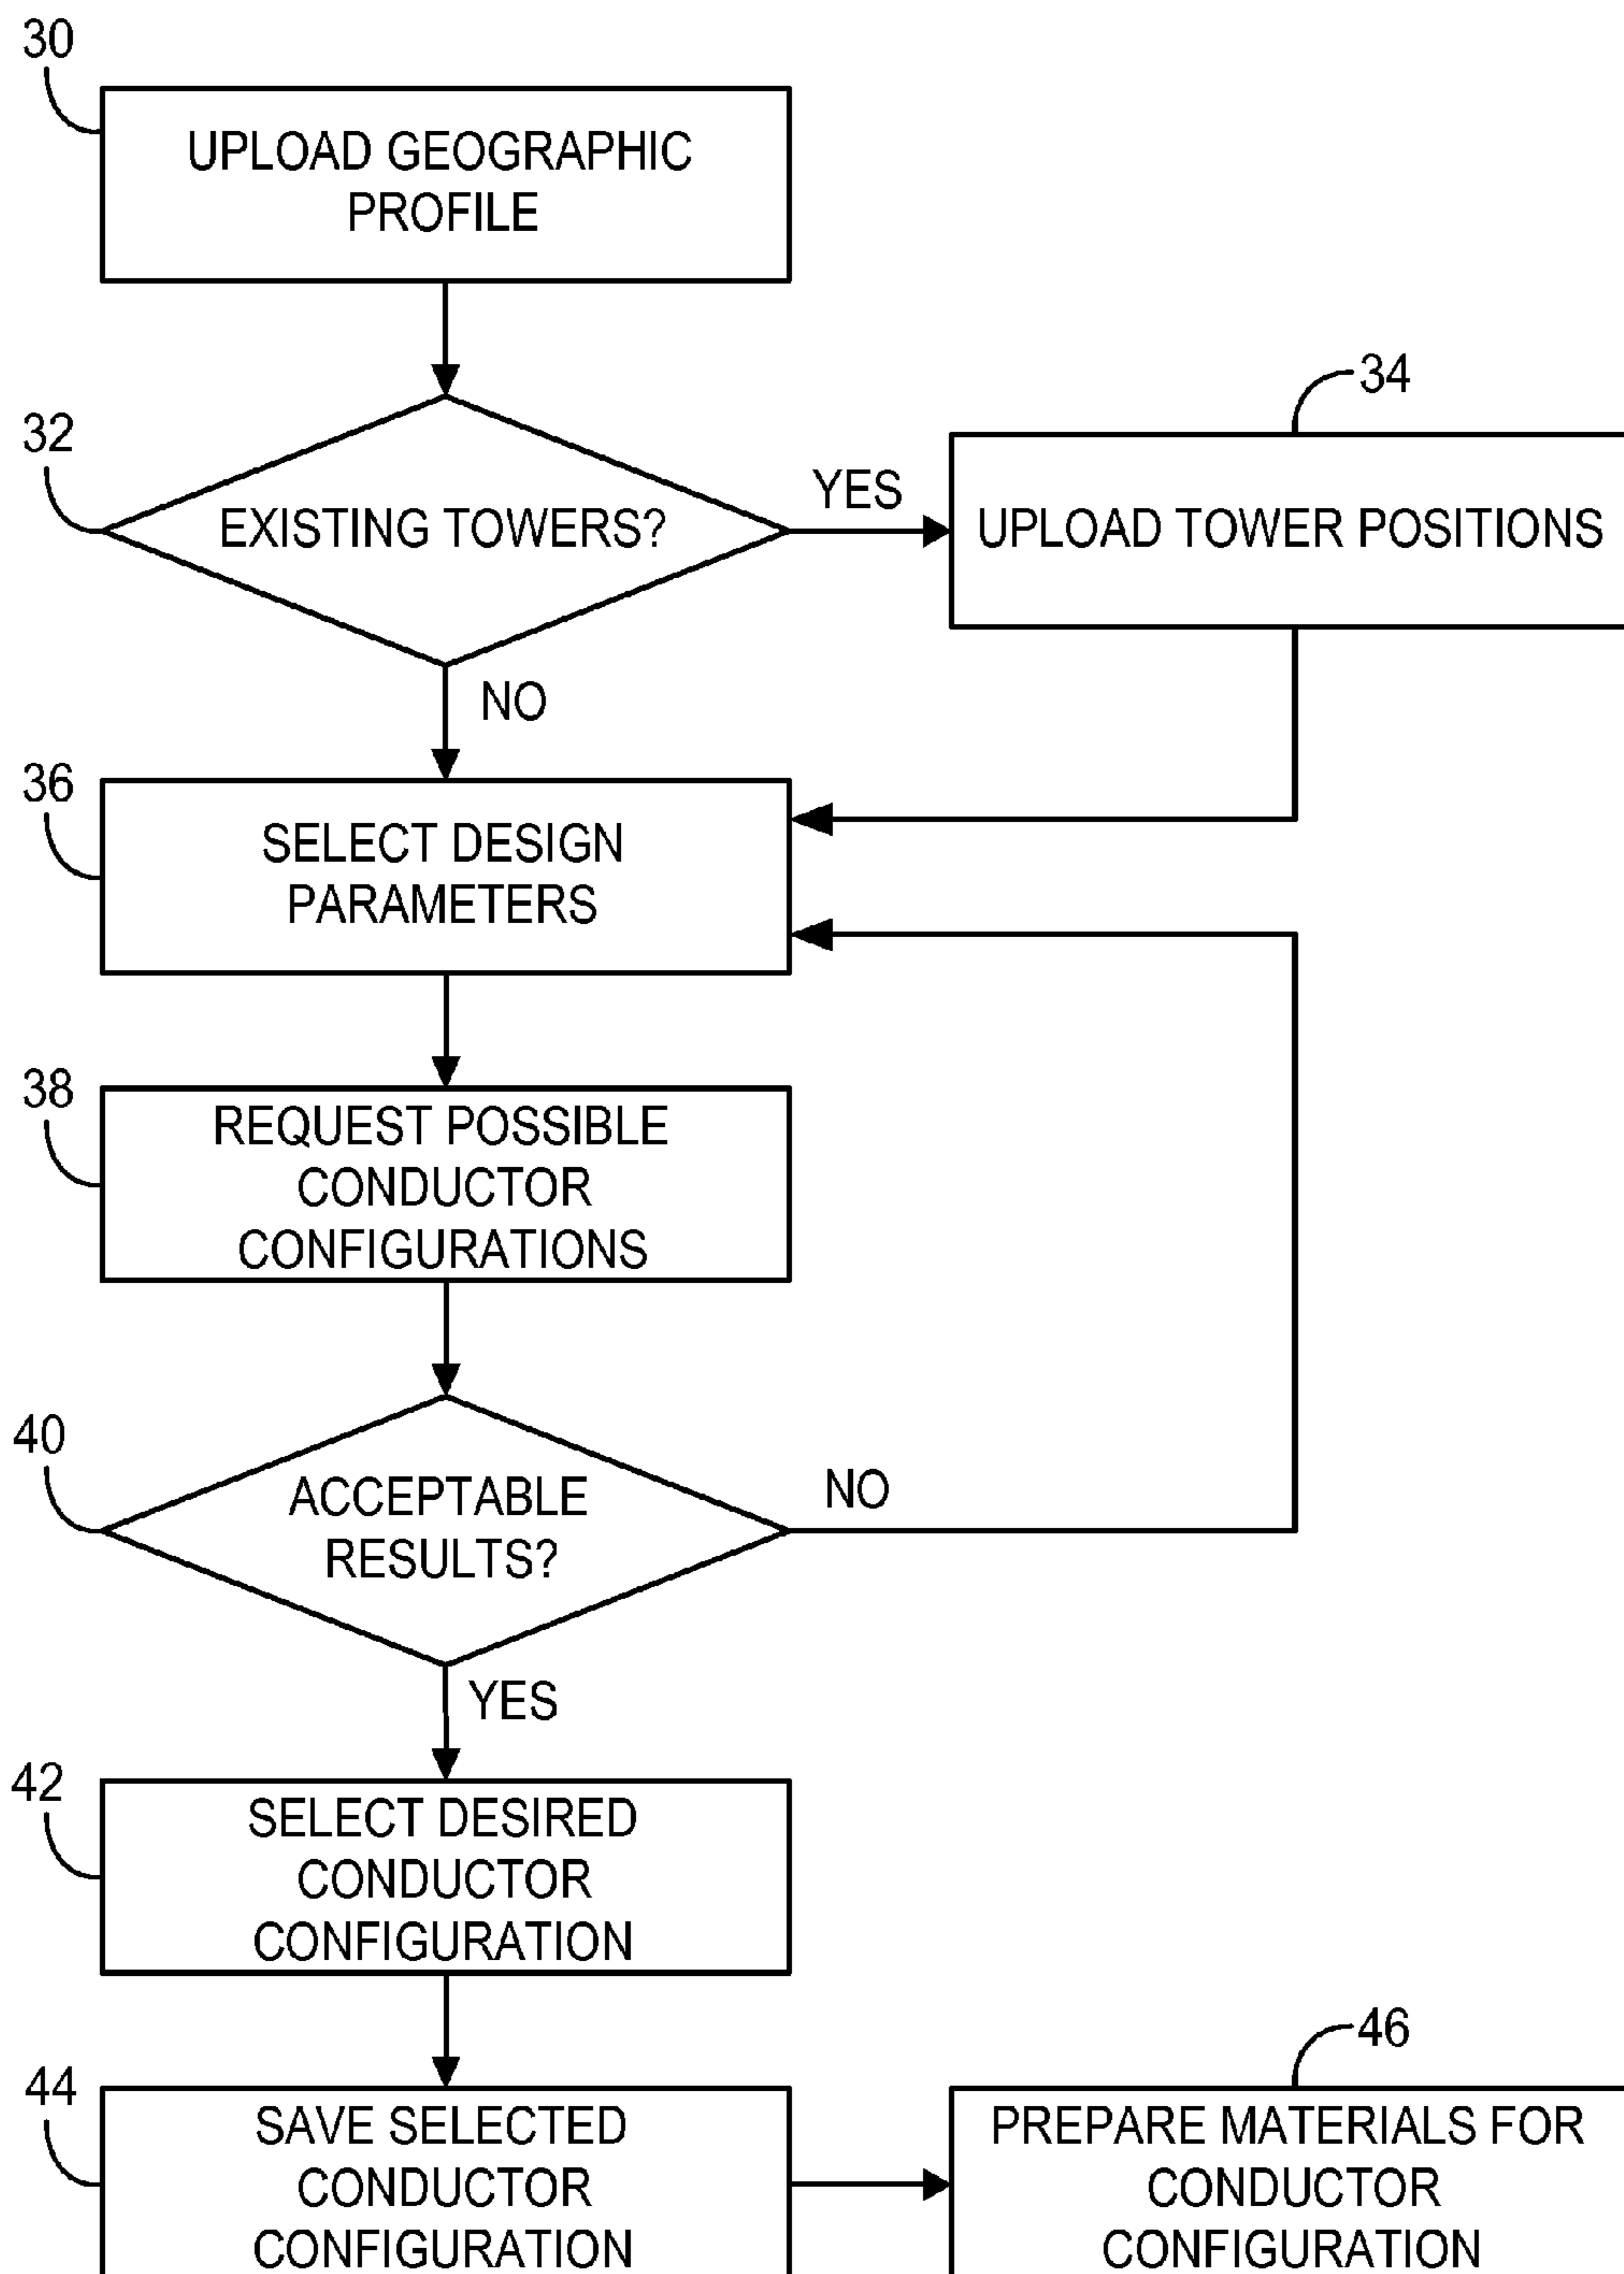 30
UPLOAD GEOGRAPHIC
PROFILE
32
EXISTING TOWERS?
YES
34
UPLOAD TOWER POSITIONS
NO
36
SELECT DESIGN
PARAMETERS
38
REQUEST POSSIBLE
CONDUCTOR
CONFIGURATIONS
40
ACCEPTABLE
RESULTS?
NO
YES
42
SELECT DESIRED
CONDUCTOR
CONFIGURATION
44
SAVE SELECTED
CONDUCTOR
CONFIGURATION
46
PREPARE MATERIALS FOR
CONDUCTOR
CONFIGURATION